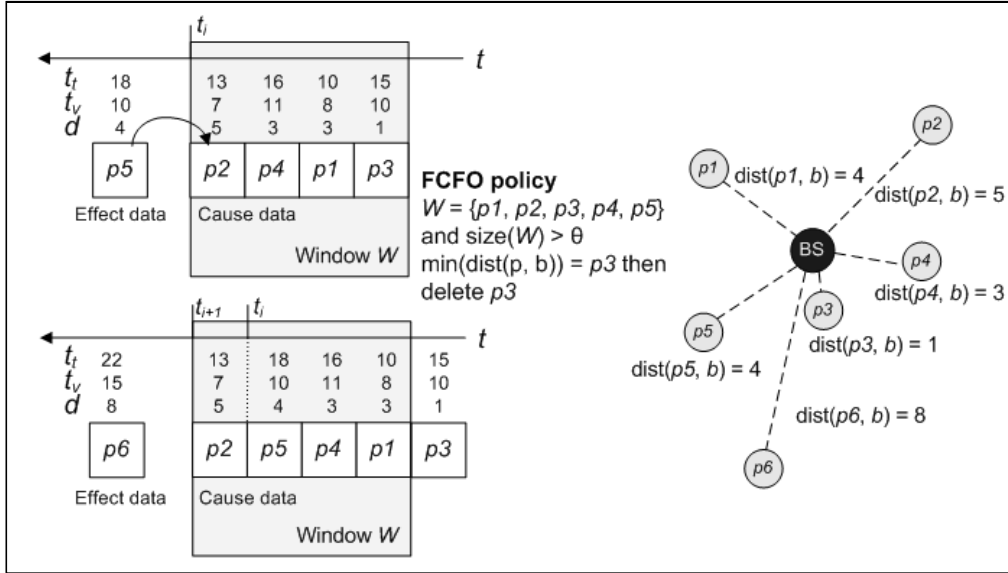 t_i
t
t_t 18 13 16 10 15
t_v 10 7 11 8 10
d 4 5 3 3 1
p5 p2 p4 p1 p3
Effect data Cause data
Window W
FCFO policy
W = {p1, p2, p3, p4, p5}
and size(W) > θ
min(dist(p, b)) = p3 then
delete p3
t_{i+1} t_i
t
t_t 22 13 18 16 10 15
t_v 15 7 10 11 8 10
d 8 5 4 3 3 1
p6 p2 p5 p4 p1 p3
Effect data Cause data
Window W
p2
p1
dist(p1, b) = 4
dist(p2, b) = 5
BS
p4
dist(p4, b) = 3
p3
p5
dist(p3, b) = 1
dist(p5, b) = 4
dist(p6, b) = 8
p6